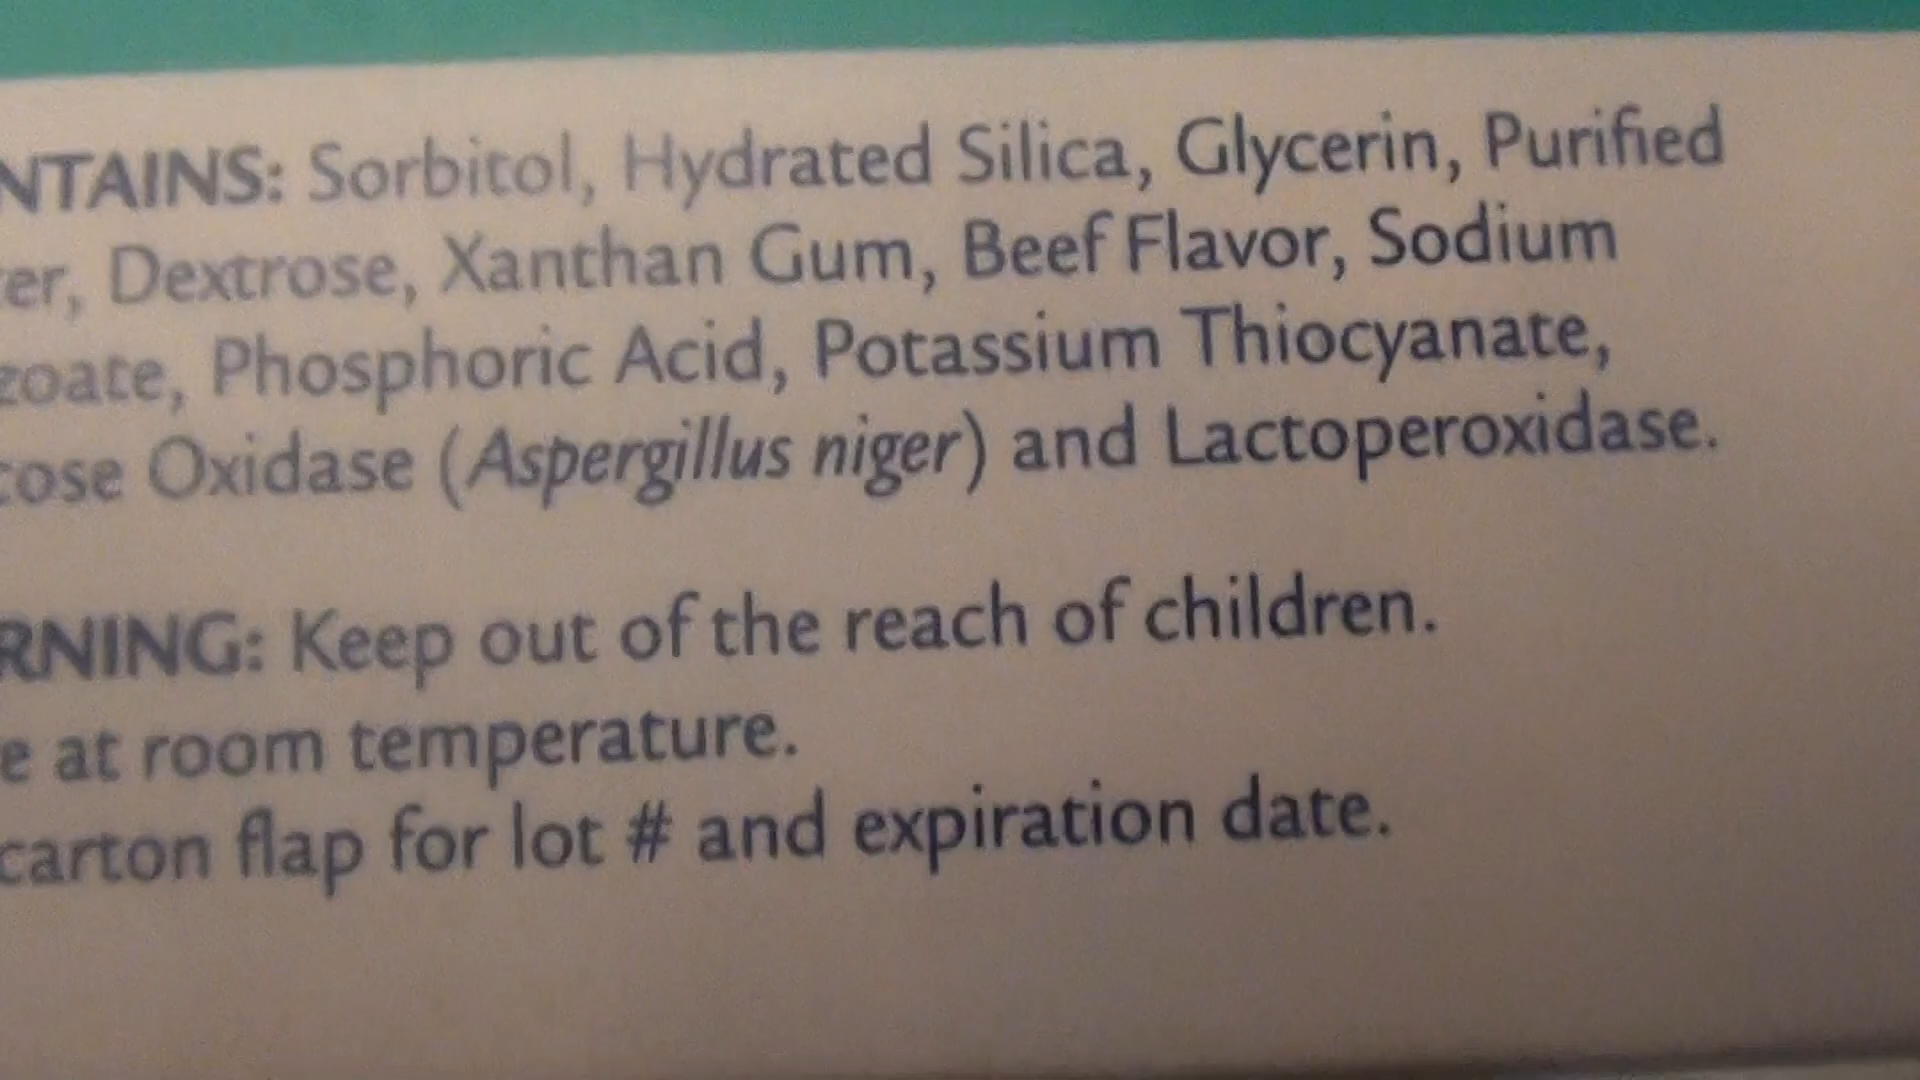 NTAINS: Sorbitol, Hydrated Silica, Glycerin, Purified
er, Dextrose, Xanthan Gum, Beef Flavor, Sodium
zoate, Phosphoric Acid, Potassium Thiocyanate,
cose Oxidase (Aspergillus niger) and Lactoperoxidase.
RNING: Keep out of the reach of children.
e at room temperature.
carton flap for lot # and expiration date.